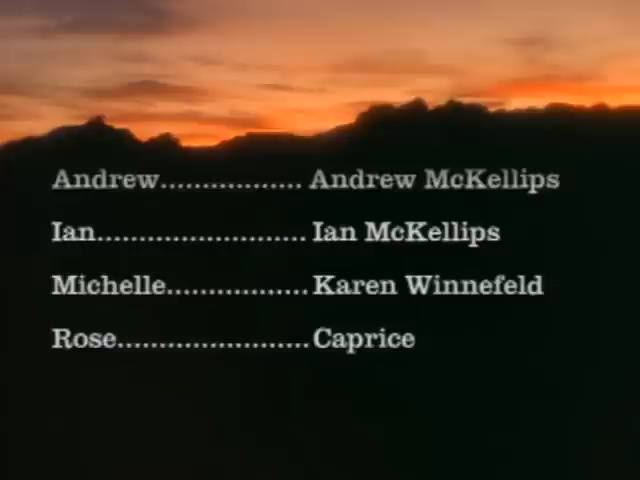 Andrew................. Andrew McKellips
Ian......................... Ian McKellips
Michelle................. Karen Winnefeld
Rose....................... Caprice